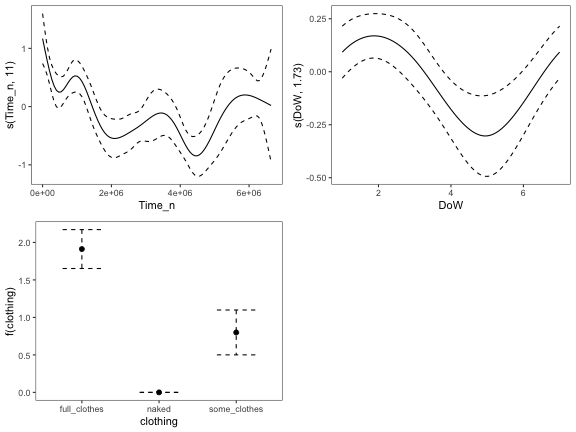 s(Time_n, 11)
1
0
-1
0e+00 2e+06 4e+06 6e+06
Time_n
s(DoW, 1.73)
0.25
0.00
-0.25
-0.50
2 4 6
DoW
f(clothing)
2.0
1.5
1.0
0.5
0.0
full_clothes naked some_clothes
clothing